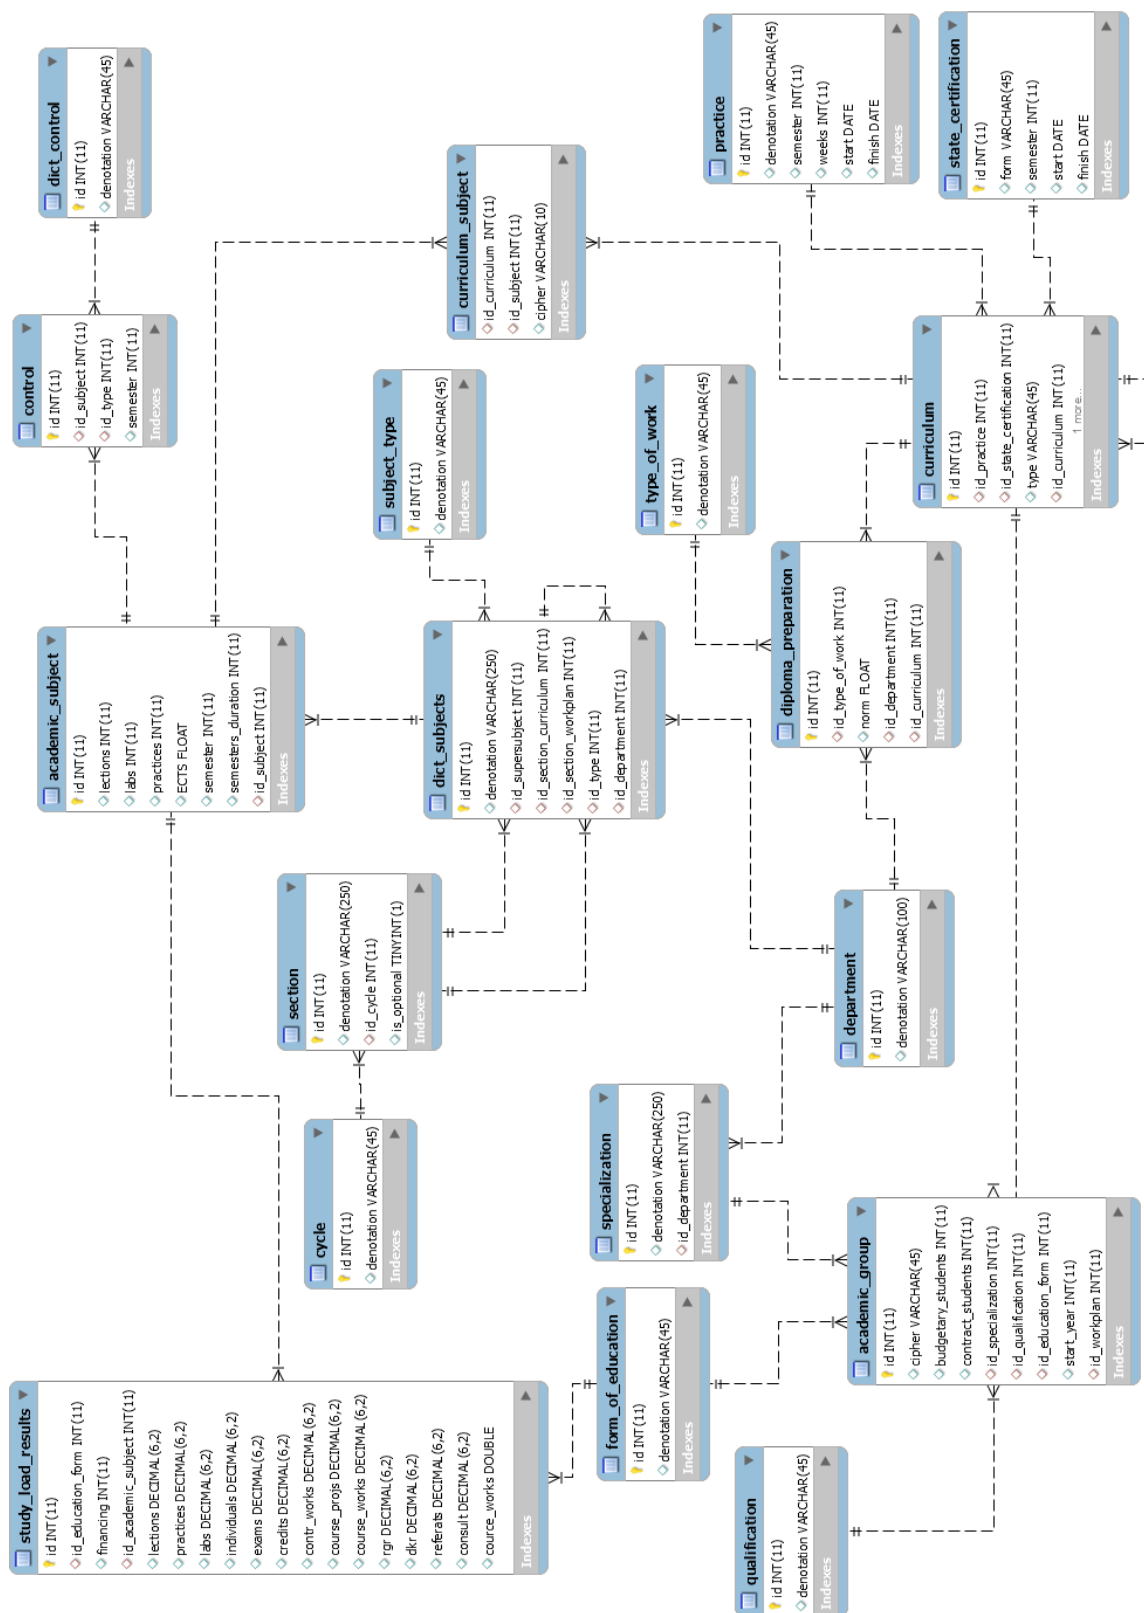 study_load_results
id INT(11)
id_education_form INT(11)
financing INT(11)
id_academic_subject INT(11)
lections DECIMAL(6,2)
practices DECIMAL(6,2)
labs DECIMAL(6,2)
individuals DECIMAL(6,2)
exams DECIMAL(6,2)
credits DECIMAL(6,2)
contr_works DECIMAL(6,2)
course_projs DECIMAL(6,2)
course_works DECIMAL(6,2)
rgr DECIMAL(6,2)
dkr DECIMAL(6,2)
referats DECIMAL(6,2)
consult DECIMAL(6,2)
cource_works DOUBLE
Indexes
academic_subject
id INT(11)
lections INT(11)
labs INT(11)
practices INT(11)
ECTS FLOAT
semester INT(11)
semesters_duration INT(11)
id_subject INT(11)
Indexes
control
id INT(11)
id_subject INT(11)
id_type INT(11)
semester INT(11)
Indexes
dict_control
id INT(11)
denotation VARCHAR(45)
Indexes
cycle
id INT(11)
denotation VARCHAR(45)
Indexes
section
id INT(11)
denotation VARCHAR(250)
id_cycle INT(11)
is_optional TINYINT(1)
Indexes
subject_type
id INT(11)
denotation VARCHAR(45)
Indexes
dict_subjects
id INT(11)
denotation VARCHAR(250)
id_supersubject INT(11)
id_section_curriculum INT(11)
id_section_workplan INT(11)
id_type INT(11)
id_department INT(11)
Indexes
curriculum_subject
id_curriculum INT(11)
id_subject INT(11)
cipher VARCHAR(10)
Indexes
form_of_education
id INT(11)
denotation VARCHAR(45)
Indexes
specialization
id INT(11)
denotation VARCHAR(250)
id_department INT(11)
Indexes
type_of_work
id INT(11)
denotation VARCHAR(45)
Indexes
practice
id INT(11)
denotation VARCHAR(45)
semester INT(11)
weeks INT(11)
start DATE
finish DATE
Indexes
qualification
id INT(11)
denotation VARCHAR(45)
Indexes
department
id INT(11)
denotation VARCHAR(100)
Indexes
diploma_preparation
id INT(11)
id_type_of_work INT(11)
norm FLOAT
id_department INT(11)
id_curriculum INT(11)
Indexes
academic_group
id INT(11)
cipher VARCHAR(45)
budgetary_students INT(11)
contract_students INT(11)
id_specialization INT(11)
id_qualification INT(11)
id_education_form INT(11)
start_year INT(11)
id_workplan INT(11)
Indexes
curriculum
id INT(11)
id_practice INT(11)
id_state_certification INT(11)
type VARCHAR(45)
id_curriculum INT(11)
1 more...
Indexes
state_certification
id INT(11)
form VARCHAR(45)
semester INT(11)
start DATE
finish DATE
Indexes